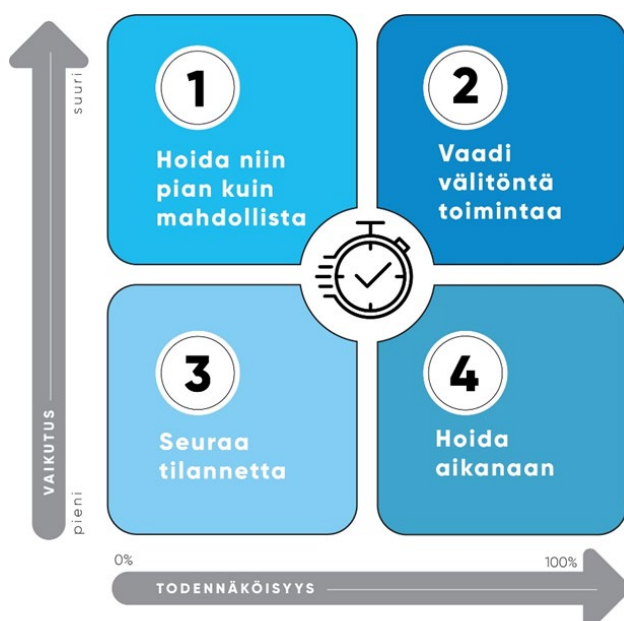 suuri
1
Hoida niin
pian kuin
mahdollista
2
Vaadi
välitöntä
toimintaa
VAIKUTUS
3
Seuraa
tilannetta
4
Hoida
aikanaan
pieni
0%
100%
TODENNÄKÖISYYS